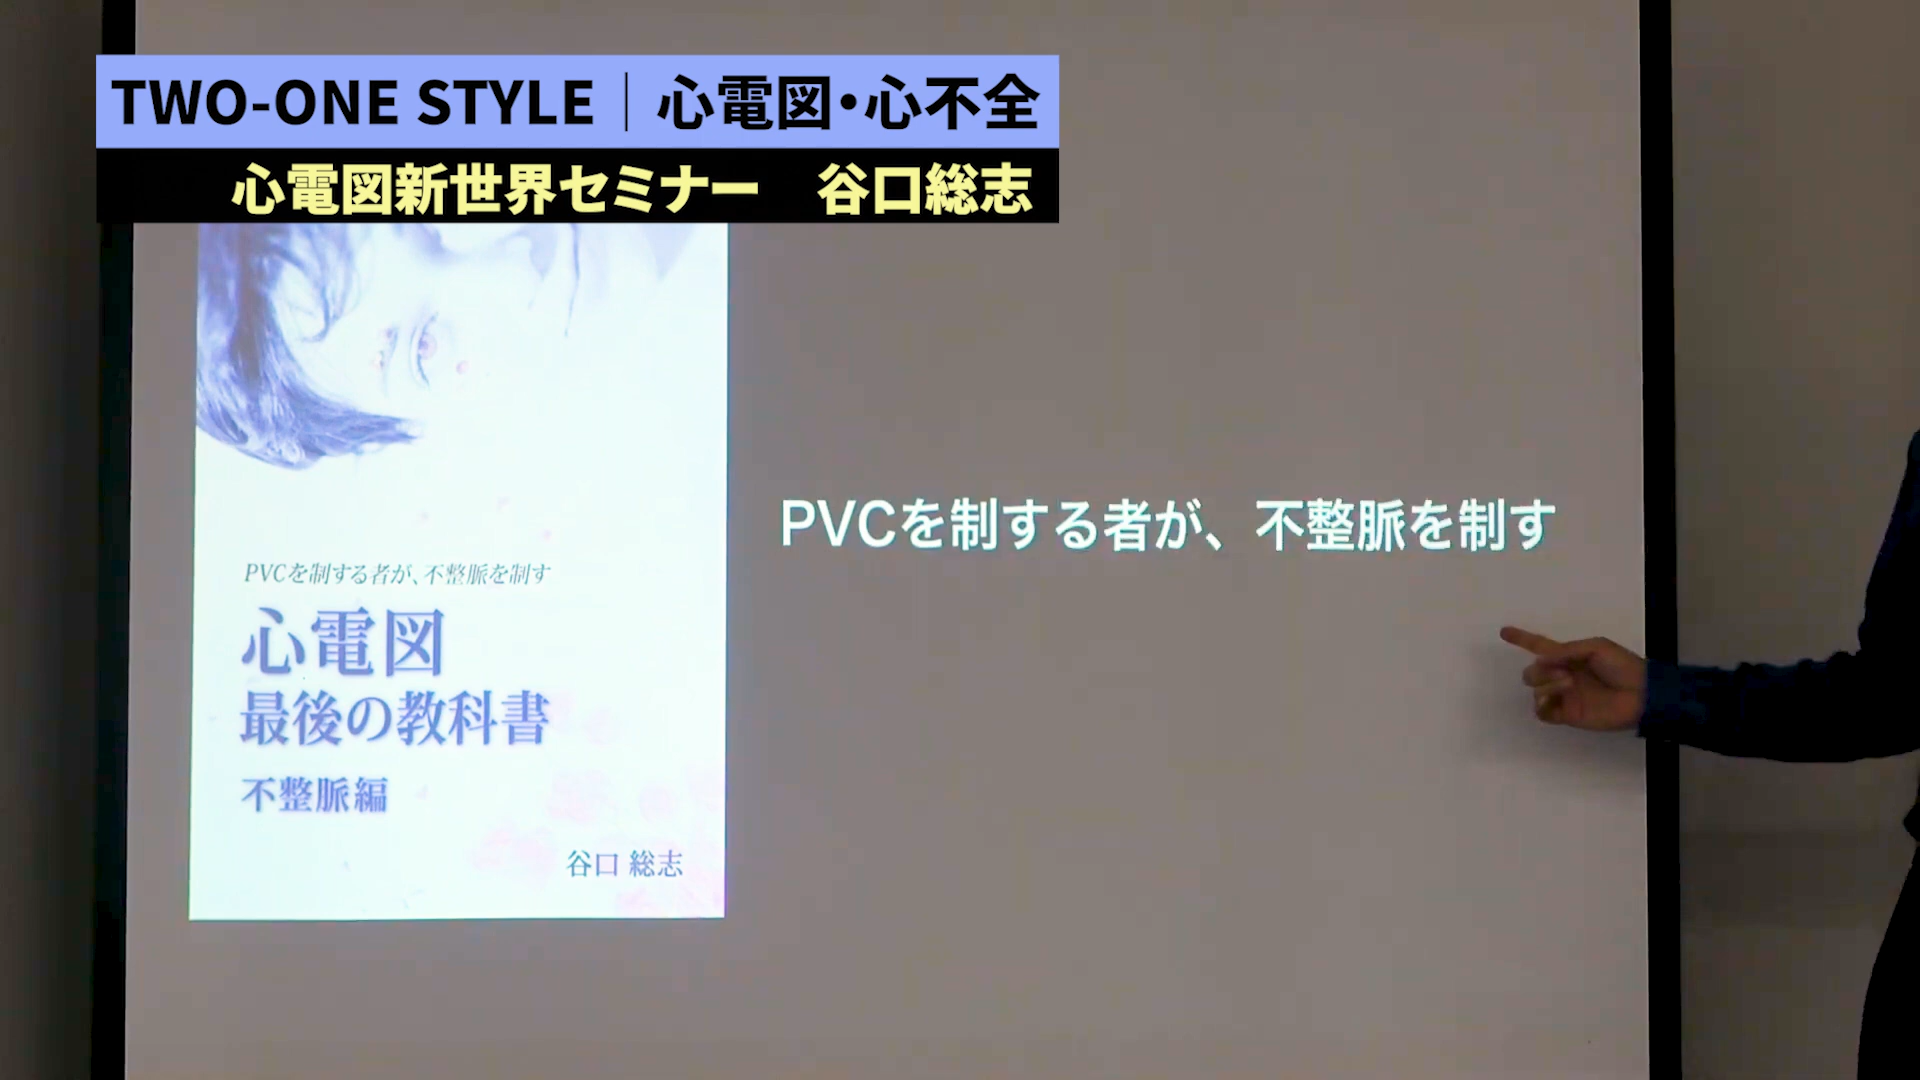 TWO-ONE STYLE｜心電図・心不全
心電図新世界セミナー　谷口総志
PVCを制する者が、不整脈を制す
PVCを制する者が、不整脈を制す
心電図
最後の教科書
不整脈編
谷口 総志